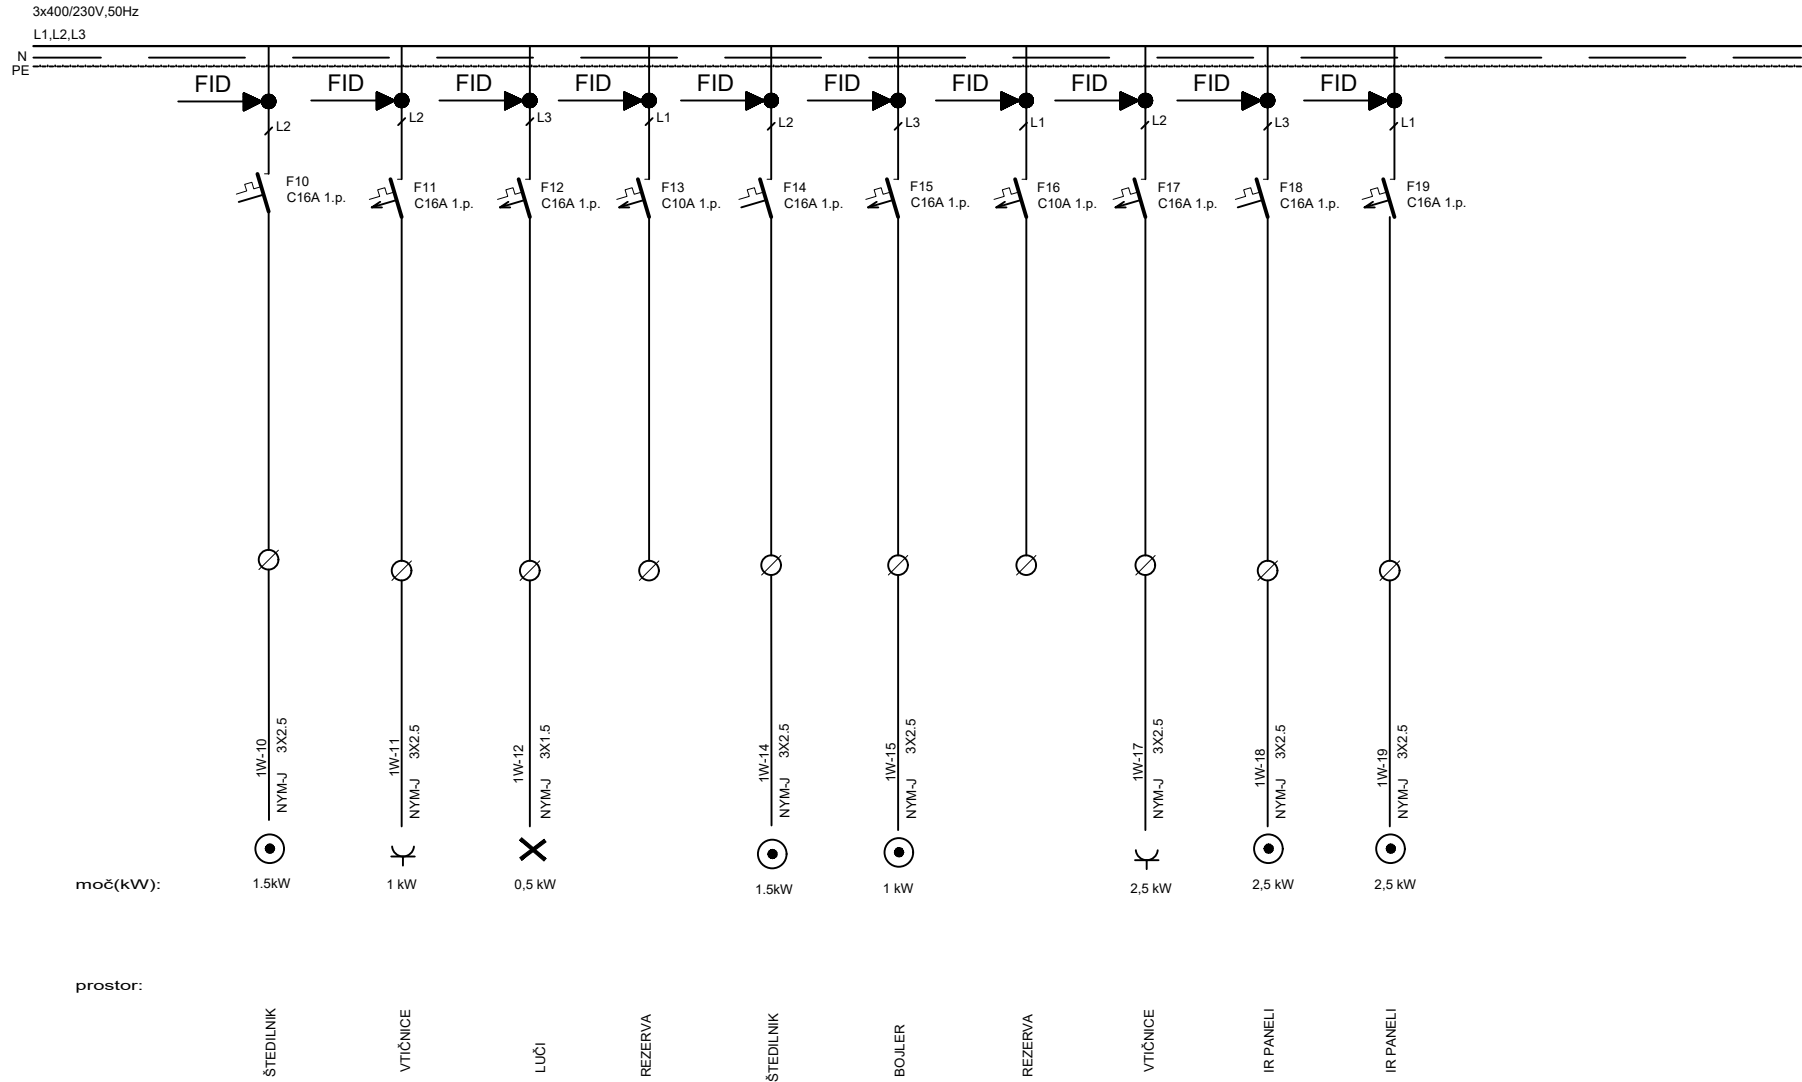 3x400/230V,50Hz
L1,L2,L3
N
PE
FID
FID
FID
FID
FID
FID
FID
FID
FID
FID
L2
L2
L3
L1
L2
L3
L1
L2
L3
L1
F10
C16A 1.p.
F11
C16A 1.p.
F12
C16A 1.p.
F13
C10A 1.p.
F14
C16A 1.p.
F15
C16A 1.p.
F16
C10A 1.p.
F17
C16A 1.p.
F18
C16A 1.p.
F19
C16A 1.p.
1W-10
NYM-J 3X2.5
1W-11
NYM-J 3X2.5
1W-12
NYM-J 3X1.5
1W-14
NYM-J 3X2.5
1W-15
NYM-J 3X2.5
1W-17
NYM-J 3X2.5
1W-18
NYM-J 3X2.5
1W-19
NYM-J 3X2.5
moč(kW):
1.5kW
1 kW
0,5 kW
1.5kW
1 kW
2,5 kW
2,5 kW
2,5 kW
prostor:
ŠTEDILNIK
VTIČNICE
LUČI
REZERVA
ŠTEDILNIK
BOJLER
REZERVA
VTIČNICE
IR PANELI
IR PANELI